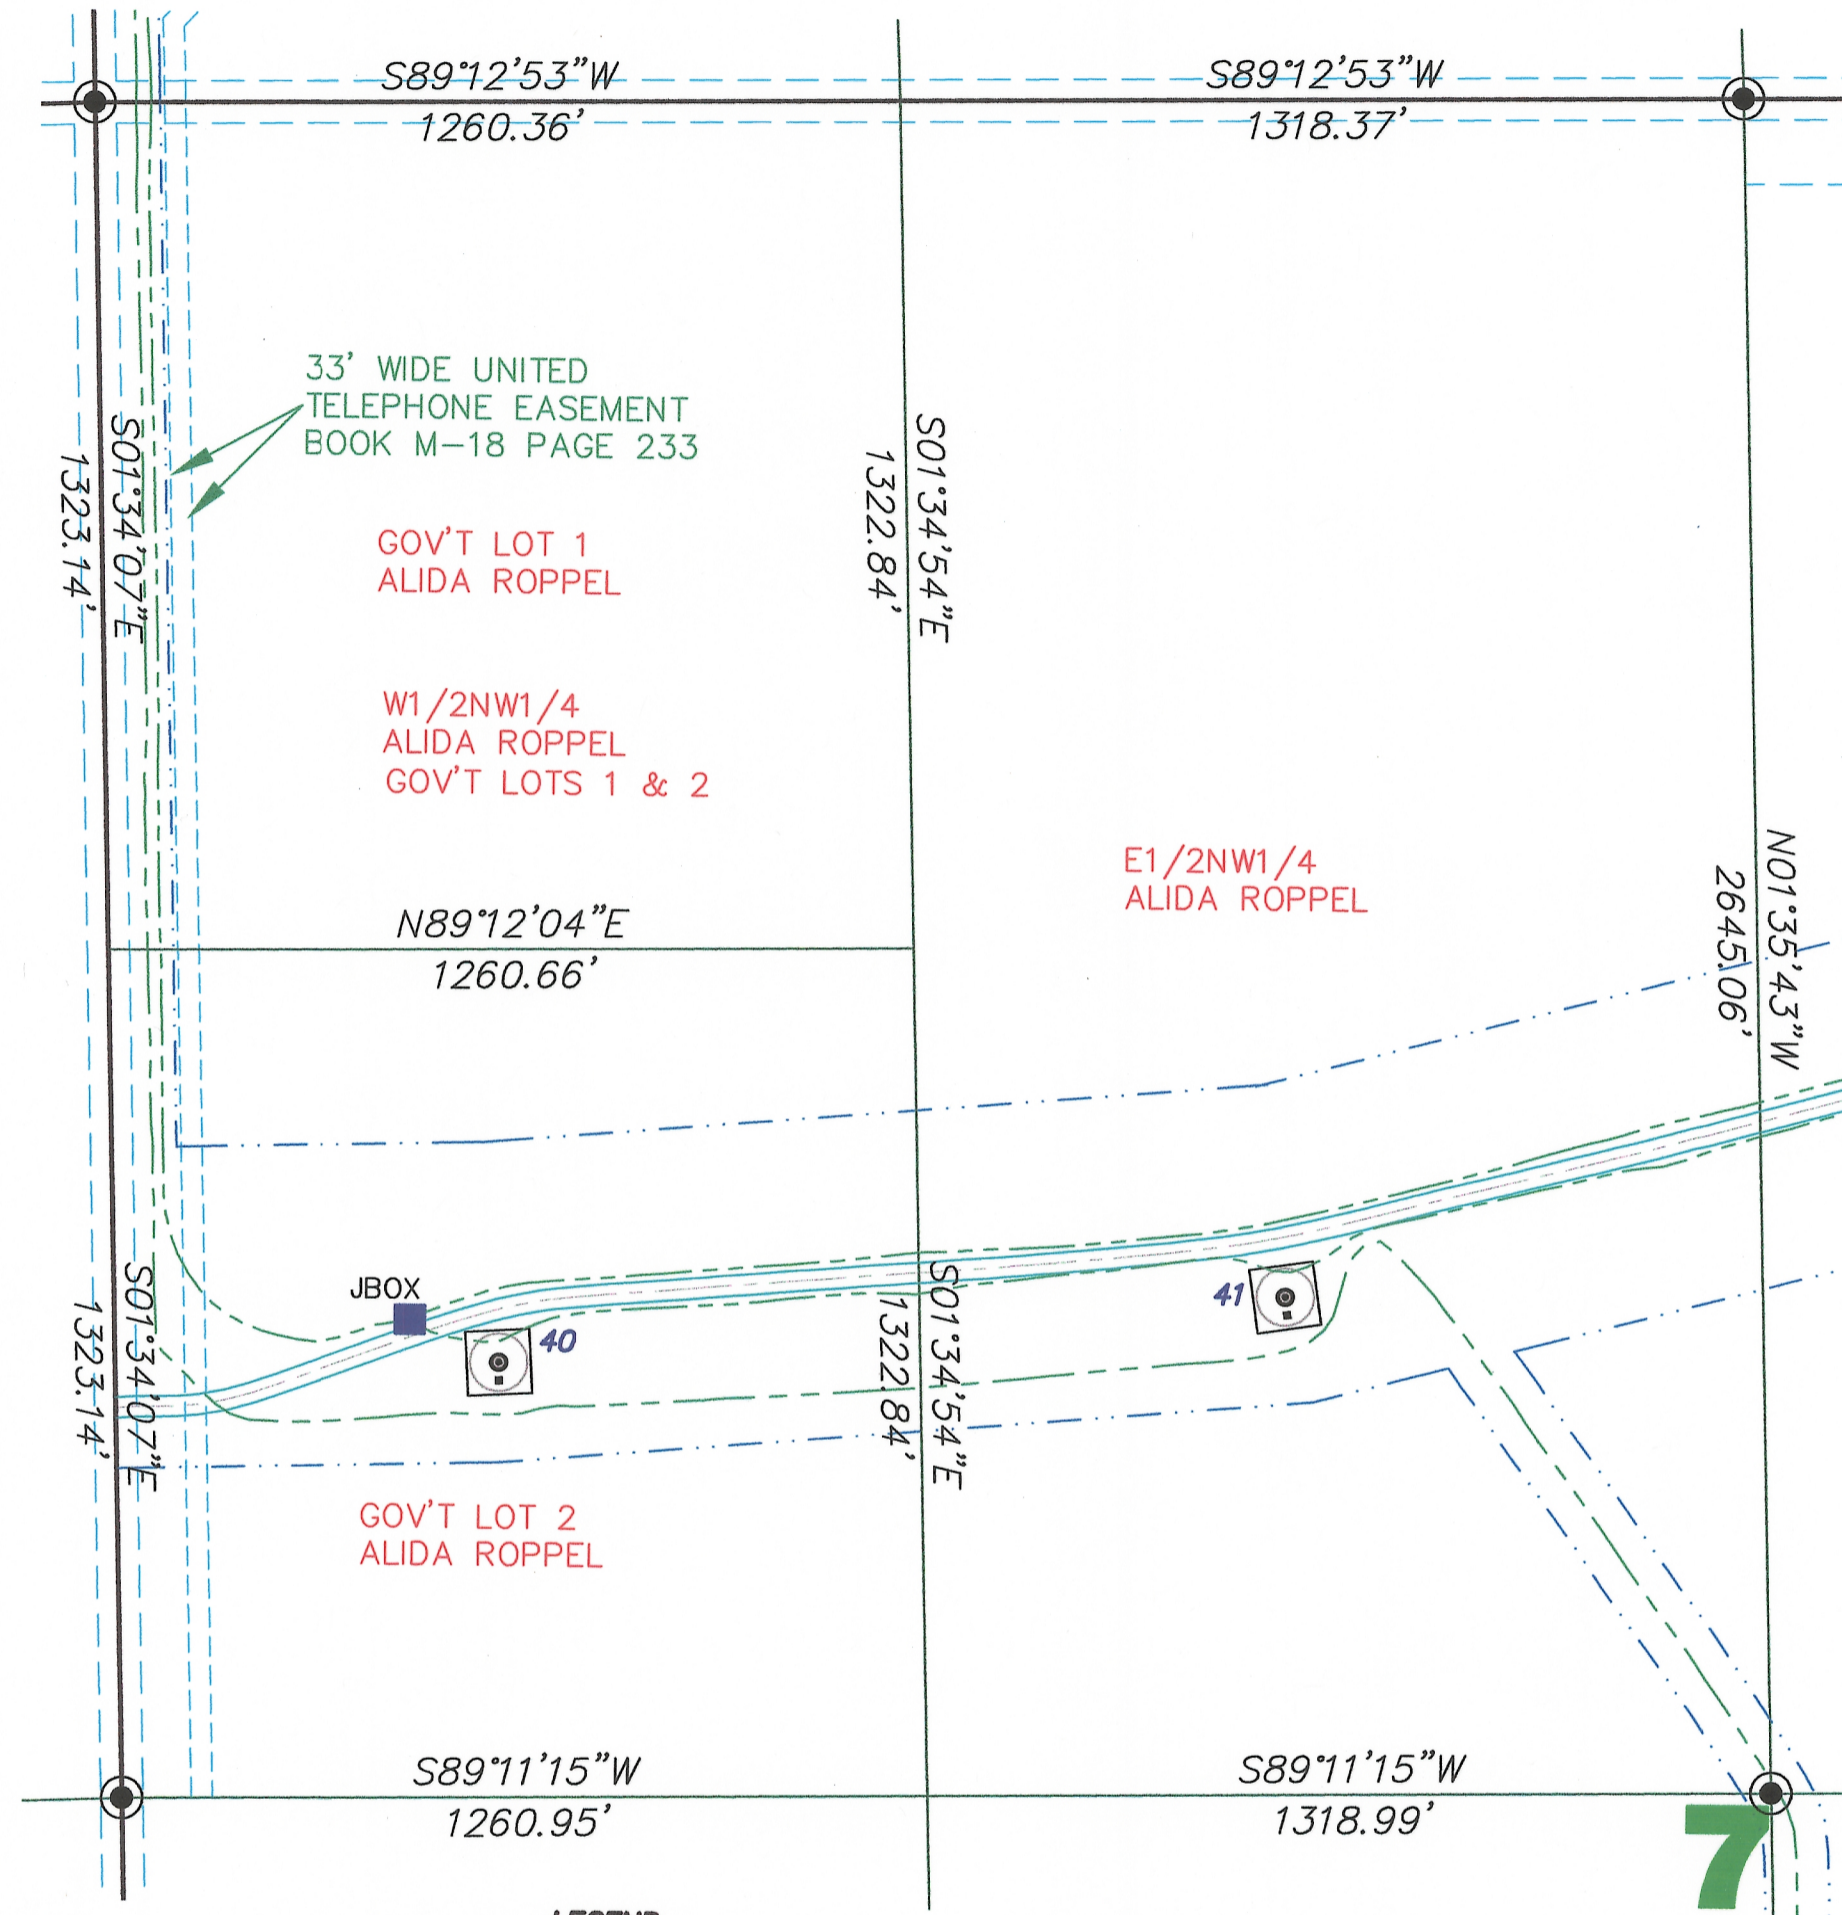 S89°12'53"W
1260.36'
S89°12'53"W
1318.37'
33' WIDE UNITED
TELEPHONE EASEMENT
BOOK M-18 PAGE 233
S01°34'07"E
1323.14'
S01°34'54"E
1322.84'
GOV'T LOT 1
ALIDA ROPPEL
W1/2NW1/4
ALIDA ROPPEL
GOV'T LOTS 1 & 2
E1/2NW1/4
ALIDA ROPPEL
N01°35'43"W
2645.06'
N89°12'04"E
1260.66'
JBOX
40
41
S01°34'07"E
1323.14'
S01°34'54"E
1322.84'
GOV'T LOT 2
ALIDA ROPPEL
S89°11'15"W
1260.95'
S89°11'15"W
1318.99'
7